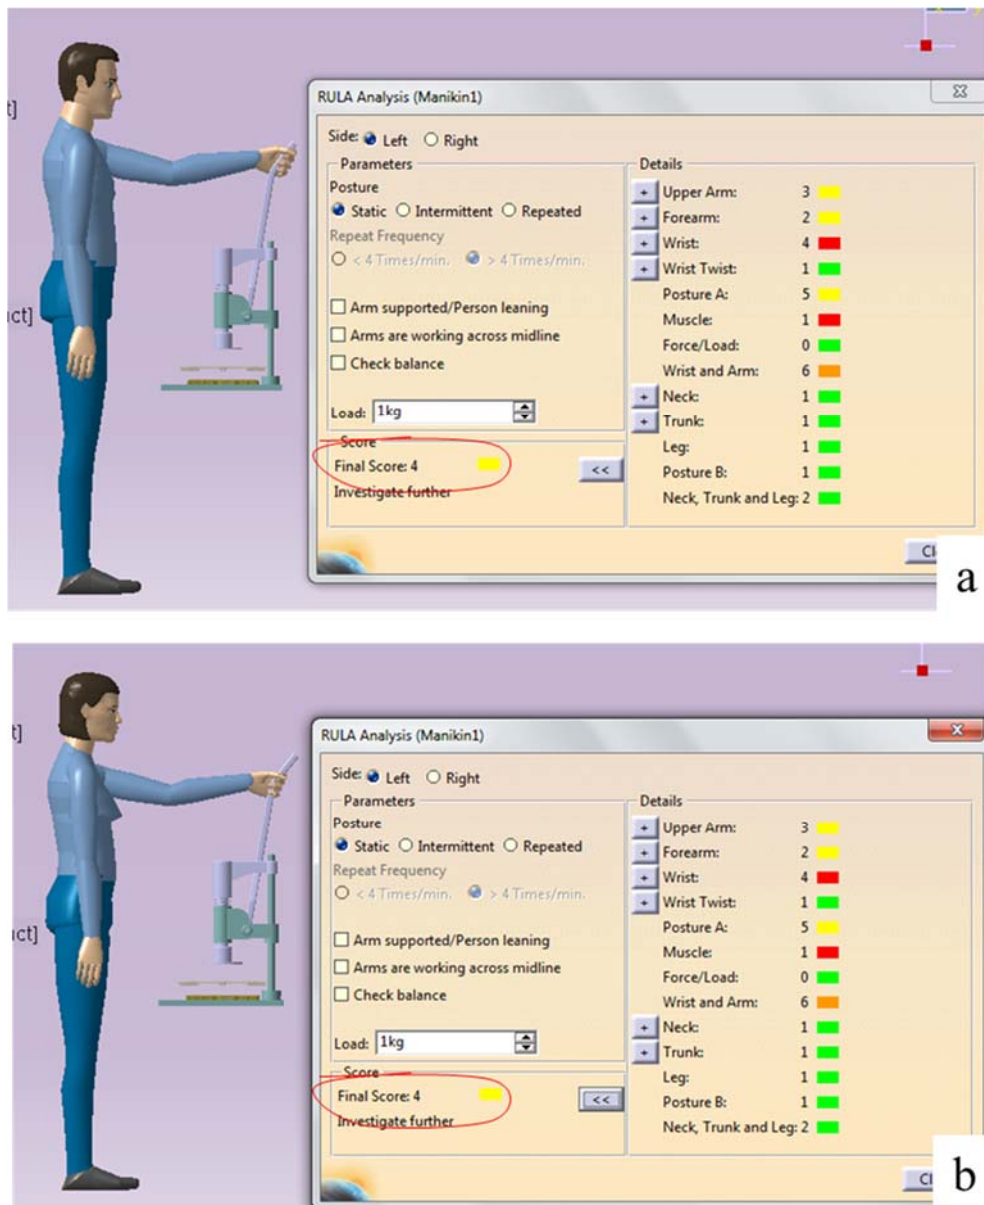 t]
uct]
RULA Analysis (Manikin1)
Side: Left Right
Parameters
Posture
Static Intermittent Repeated
Repeat Frequency
< 4 Times/min. > 4 Times/min.
Arm supported/Person leaning
Arms are working across midline
Check balance
Load: 1kg
Score
Final Score: 4
Investigate further
<<
Details
+ Upper Arm: 3
+ Forearm: 2
+ Wrist: 4
+ Wrist Twist: 1
Posture A: 5
Muscle: 1
Force/Load: 0
Wrist and Arm: 6
+ Neck: 1
+ Trunk: 1
Leg: 1
Posture B: 1
Neck, Trunk and Leg: 2
a
t]
uct]
RULA Analysis (Manikin1)
Side: Left Right
Parameters
Posture
Static Intermittent Repeated
Repeat Frequency
< 4 Times/min. > 4 Times/min.
Arm supported/Person leaning
Arms are working across midline
Check balance
Load: 1kg
Score
Final Score: 4
Investigate further
<<
Details
+ Upper Arm: 3
+ Forearm: 2
+ Wrist: 4
+ Wrist Twist: 1
Posture A: 5
Muscle: 1
Force/Load: 0
Wrist and Arm: 6
+ Neck: 1
+ Trunk: 1
Leg: 1
Posture B: 1
Neck, Trunk and Leg: 2
b